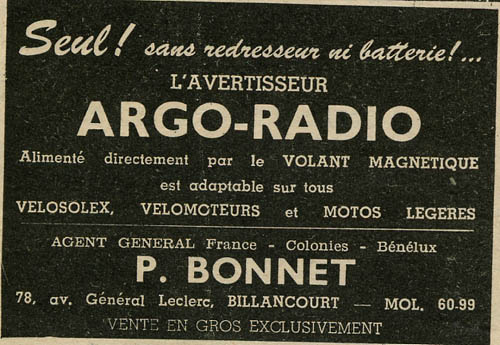 Seul! sans redresseur ni batterie!...
L'AVERTISSEUR
ARGO-RADIO
Alimenté directement par le VOLANT MAGNETIQUE
est adaptable sur tous
VELOSOLEX, VELOMOTEURS et MOTOS LEGERES
AGENT GENERAL France - Colonies - Bénélux
P. BONNET
78, av. Général Leclerc, BILLANCOURT — MOL. 60-99
VENTE EN GROS EXCLUSIVEMENT